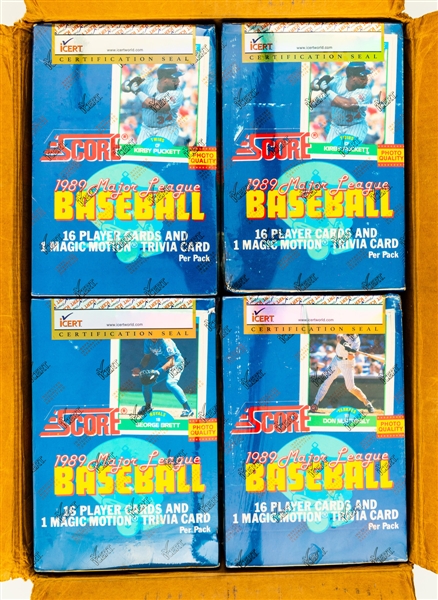 iCERT
www.icertworld.com
CERTIFICATION SEAL
TWINS
KIRBY PUCKETT
SCORE
PHOTO QUALITY
1989 Major League
BASEBALL
16 PLAYER CARDS AND
1 MAGIC MOTION TRIVIA CARD
Per Pack
iCERT
www.icertworld.com
CERTIFICATION SEAL
KIRBY PUCKETT
SCORE
PHOTO QUALITY
1989 Major League
BASEBALL
16 PLAYER CARDS AND
1 MAGIC MOTION TRIVIA CARD
Per Pack
iCERT
www.icertworld.com
CERTIFICATION SEAL
ROYALS
GEORGE BRETT
SCORE
PHOTO QUALITY
1989 Major League
BASEBALL
16 PLAYER CARDS AND
1 MAGIC MOTION TRIVIA CARD
Per Pack
iCERT
www.icertworld.com
CERTIFICATION SEAL
YANKEES
DON MATTINGLY
SCORE
PHOTO QUALITY
1989 Major League
BASEBALL
16 PLAYER CARDS AND
1 MAGIC MOTION TRIVIA CARD
Per Pack